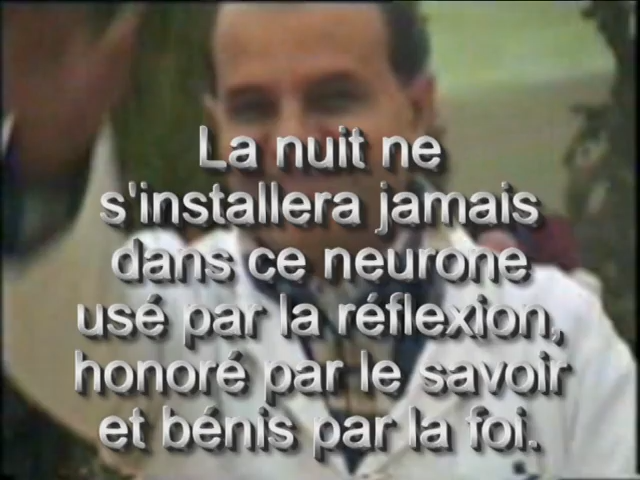 La nuit ne
s'installera jamais
dans ce neurone
usé par la réflexion,
honoré par le savoir
et bénis par la foi.